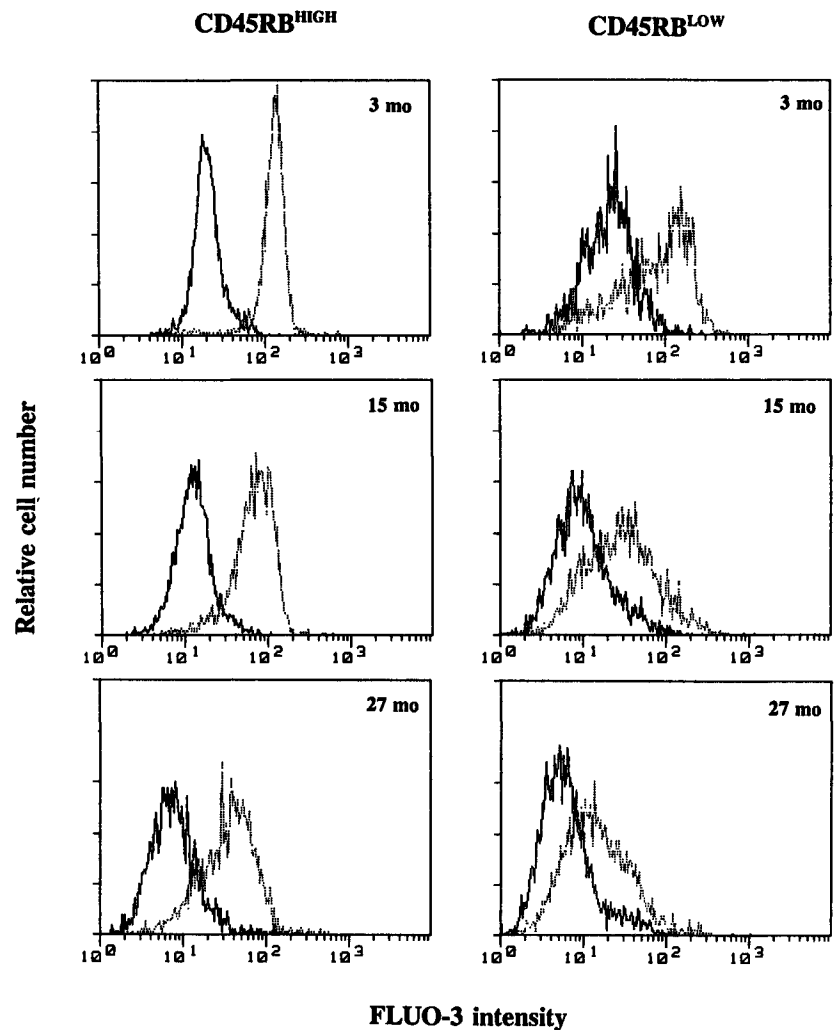 CD45RB^HIGH CD45RB^LOW
3 mo 3 mo
10^0 10^1 10^2 10^3 10^0 10^1 10^2 10^3
15 mo 15 mo
10^0 10^1 10^2 10^3 10^0 10^1 10^2 10^3
27 mo 27 mo
10^0 10^1 10^2 10^3 10^0 10^1 10^2 10^3
Relative cell number
FLUO-3 intensity